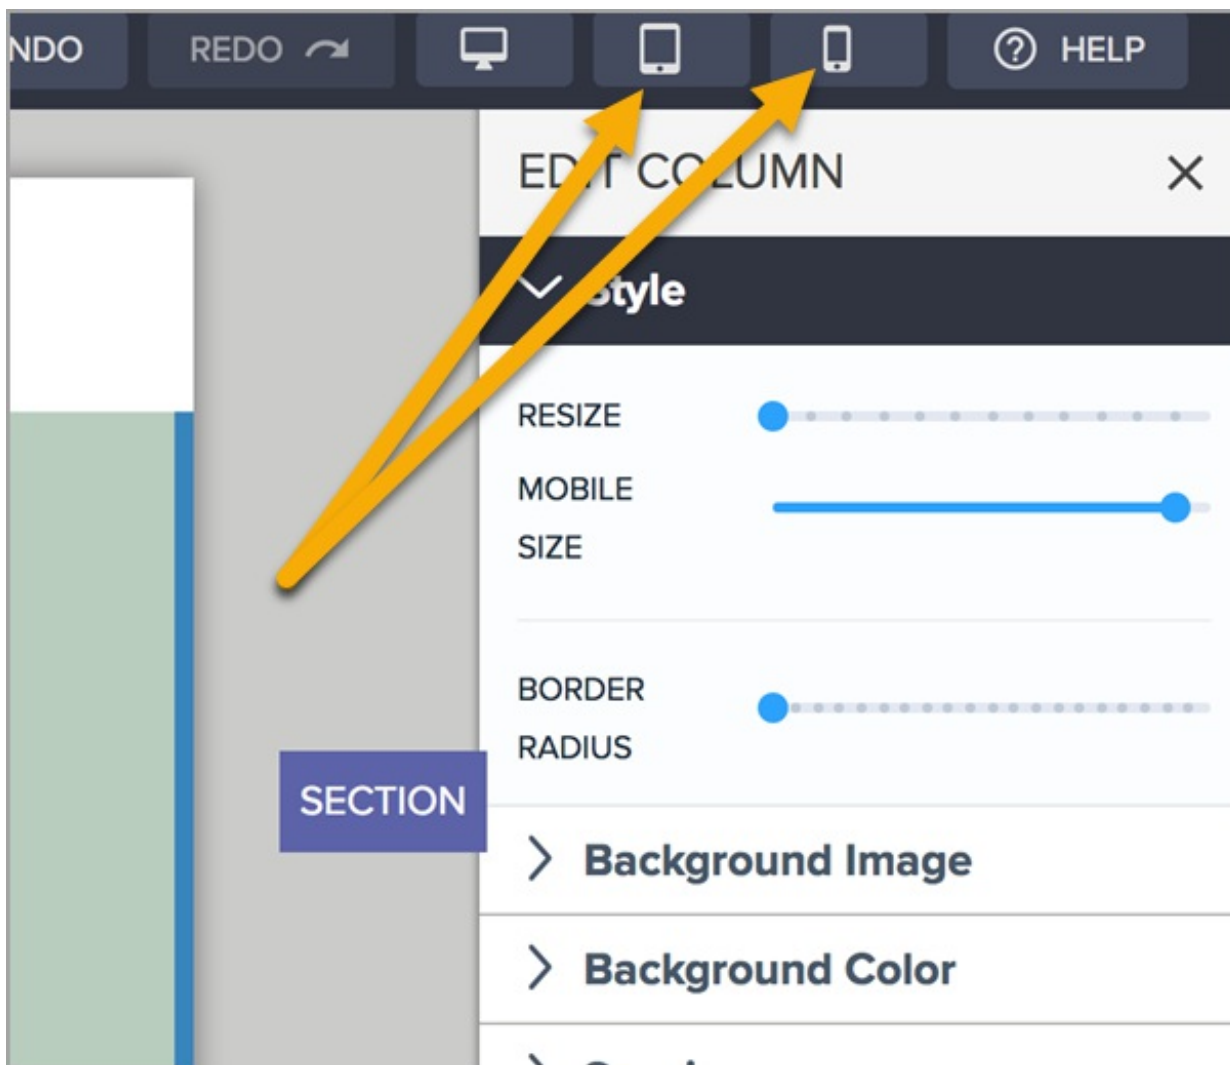 NDO REDO HELP
EDIT COLUMN
Style
RESIZE
MOBILE
SIZE
BORDER
RADIUS
SECTION
Background Image
Background Color